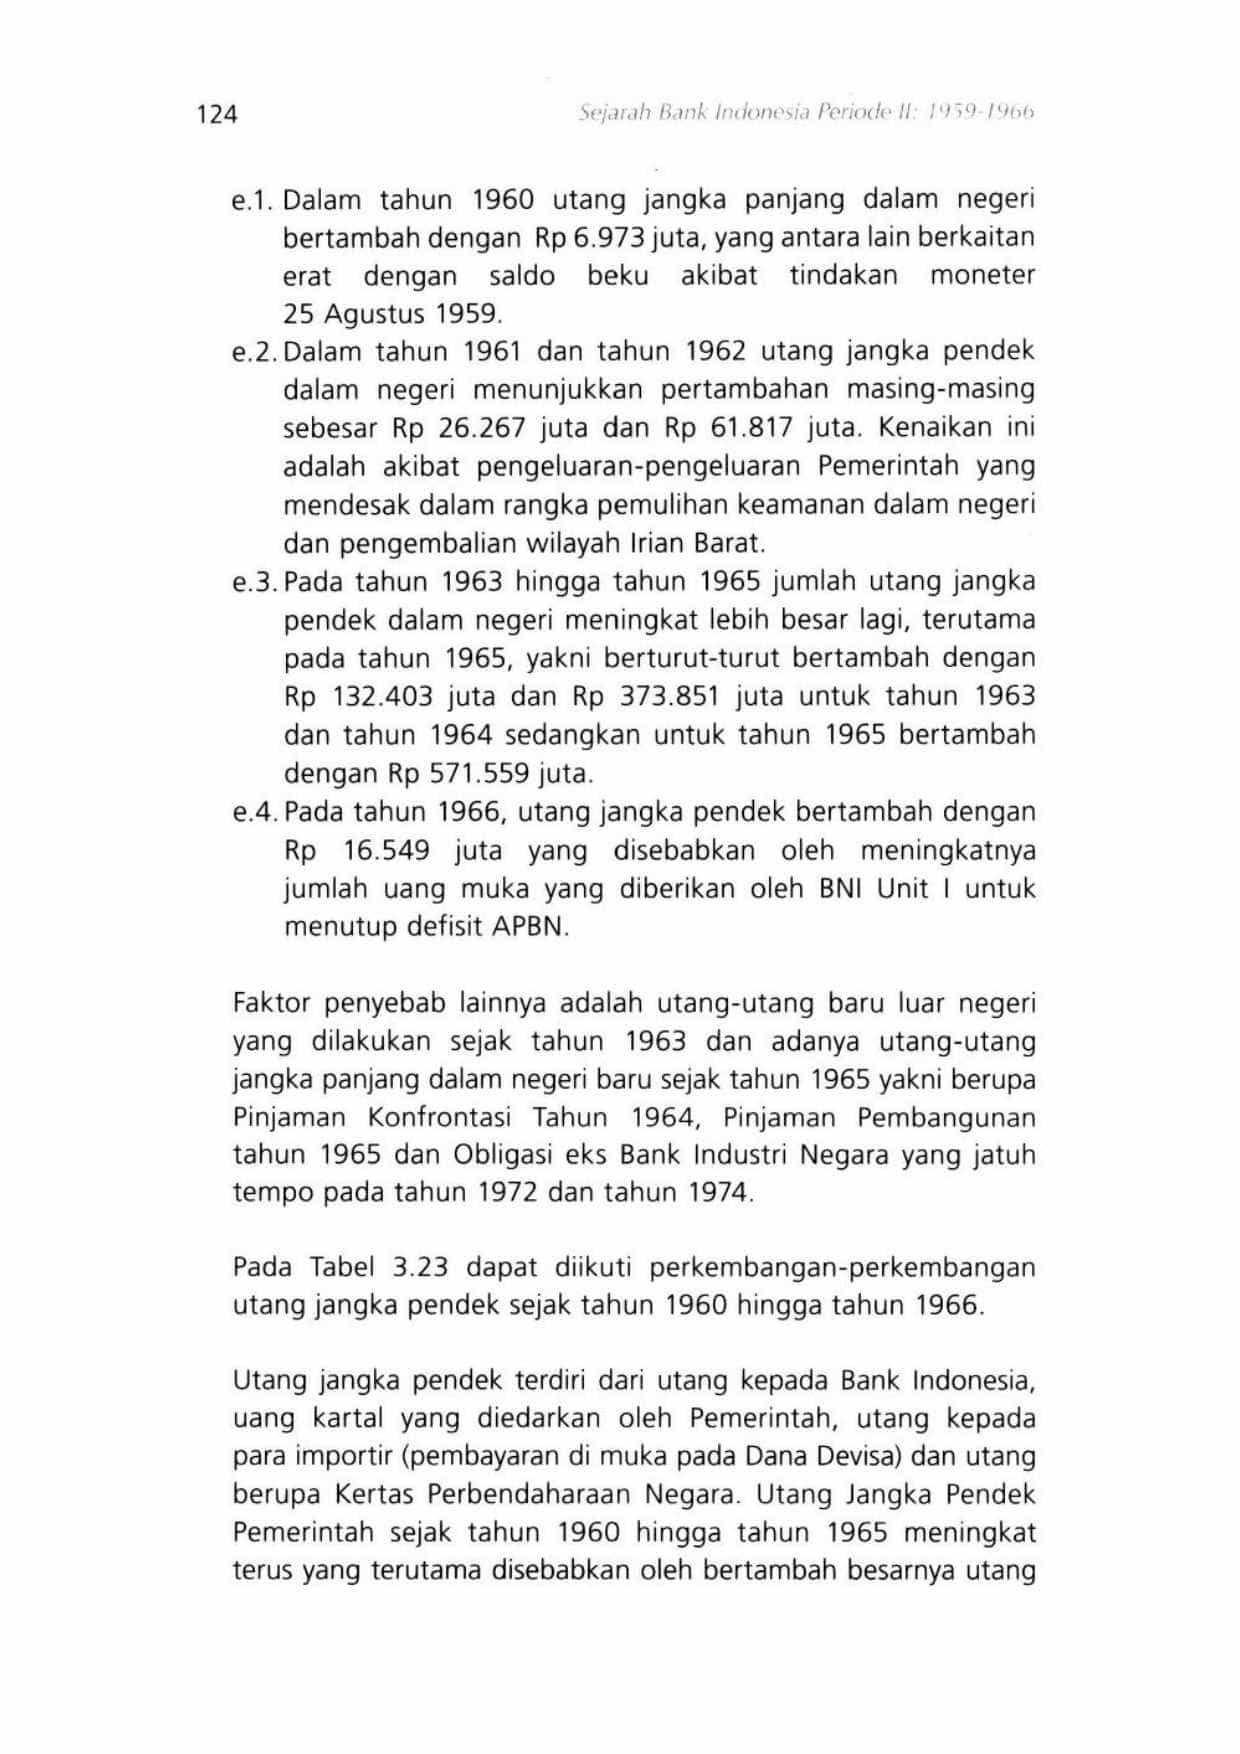 124
Sejarah Bank Indonesia Periode II: 1959-1966
e.1. Dalam tahun 1960 utang jangka panjang dalam negeri
bertambah dengan Rp 6.973 juta, yang antara lain berkaitan
erat dengan saldo beku akibat tindakan moneter
25 Agustus 1959.
e.2. Dalam tahun 1961 dan tahun 1962 utang jangka pendek
dalam negeri menunjukkan pertambahan masing-masing
sebesar Rp 26.267 juta dan Rp 61.817 juta. Kenaikan ini
adalah akibat pengeluaran-pengeluaran Pemerintah yang
mendesak dalam rangka pemulihan keamanan dalam negeri
dan pengembalian wilayah Irian Barat.
e.3. Pada tahun 1963 hingga tahun 1965 jumlah utang jangka
pendek dalam negeri meningkat lebih besar lagi, terutama
pada tahun 1965, yakni berturut-turut bertambah dengan
Rp 132.403 juta dan Rp 373.851 juta untuk tahun 1963
dan tahun 1964 sedangkan untuk tahun 1965 bertambah
dengan Rp 571.559 juta.
e.4. Pada tahun 1966, utang jangka pendek bertambah dengan
Rp 16.549 juta yang disebabkan oleh meningkatnya
jumlah uang muka yang diberikan oleh BNI Unit I untuk
menutup defisit APBN.
Faktor penyebab lainnya adalah utang-utang baru luar negeri
yang dilakukan sejak tahun 1963 dan adanya utang-utang
jangka panjang dalam negeri baru sejak tahun 1965 yakni berupa
Pinjaman Konfrontasi Tahun 1964, Pinjaman Pembangunan
tahun 1965 dan Obligasi eks Bank Industri Negara yang jatuh
tempo pada tahun 1972 dan tahun 1974.
Pada Tabel 3.23 dapat diikuti perkembangan-perkembangan
utang jangka pendek sejak tahun 1960 hingga tahun 1966.
Utang jangka pendek terdiri dari utang kepada Bank Indonesia,
uang kartal yang diedarkan oleh Pemerintah, utang kepada
para importir (pembayaran di muka pada Dana Devisa) dan utang
berupa Kertas Perbendaharaan Negara. Utang Jangka Pendek
Pemerintah sejak tahun 1960 hingga tahun 1965 meningkat
terus yang terutama disebabkan oleh bertambah besarnya utang